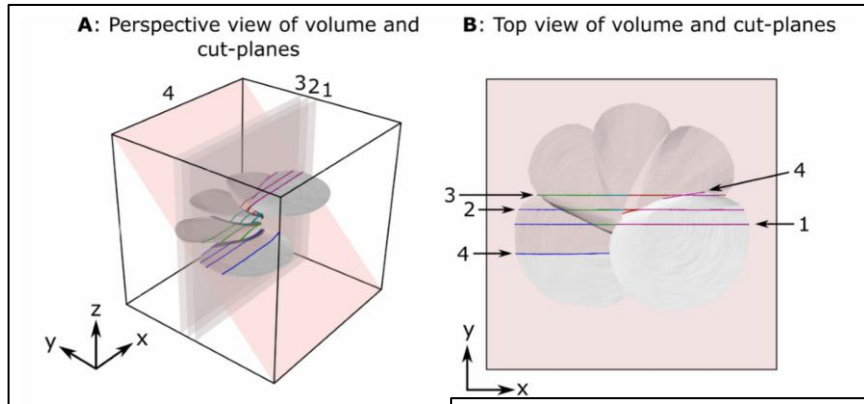 A: Perspective view of volume and
cut-planes
4
321
z
y
x
B: Top view of volume and cut-planes
4
3
2
1
4
y
x